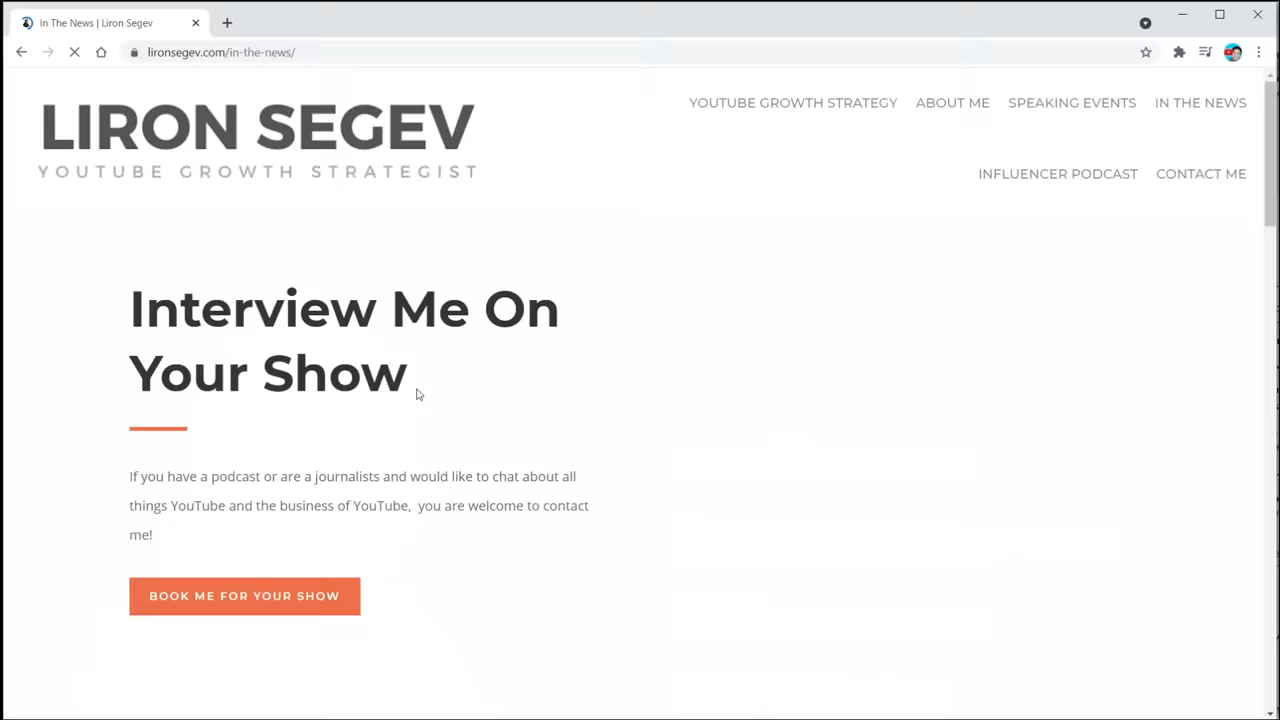 In The News | Liron Segev
lironsegev.com/in-the-news/
LIRON SEGEV
YOUTUBE GROWTH STRATEGIST
YOUTUBE GROWTH STRATEGY ABOUT ME SPEAKING EVENTS IN THE NEWS
INFLUENCER PODCAST CONTACT ME
Interview Me On
Your Show
If you have a podcast or are a journalists and would like to chat about all
things YouTube and the business of YouTube, you are welcome to contact
me!
BOOK ME FOR YOUR SHOW